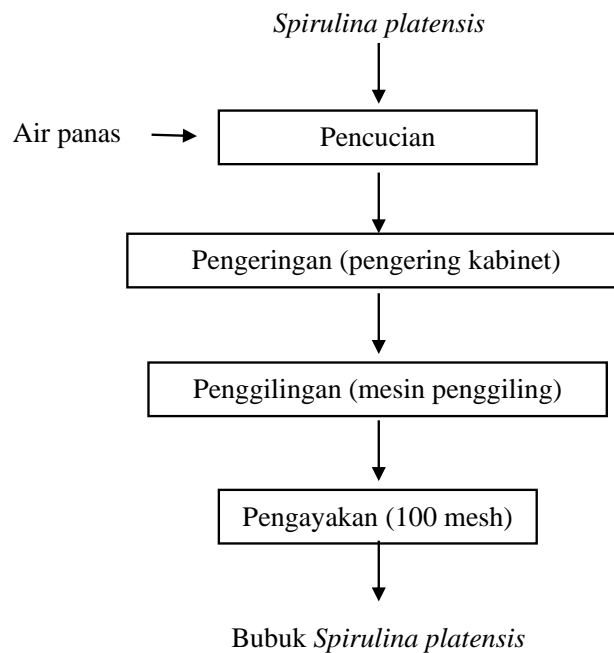 Spirulina platensis
Air panas
Pencucian
Pengeringan (pengering kabinet)
Penggilingan (mesin penggiling)
Pengayakan (100 mesh)
Bubuk Spirulina platensis